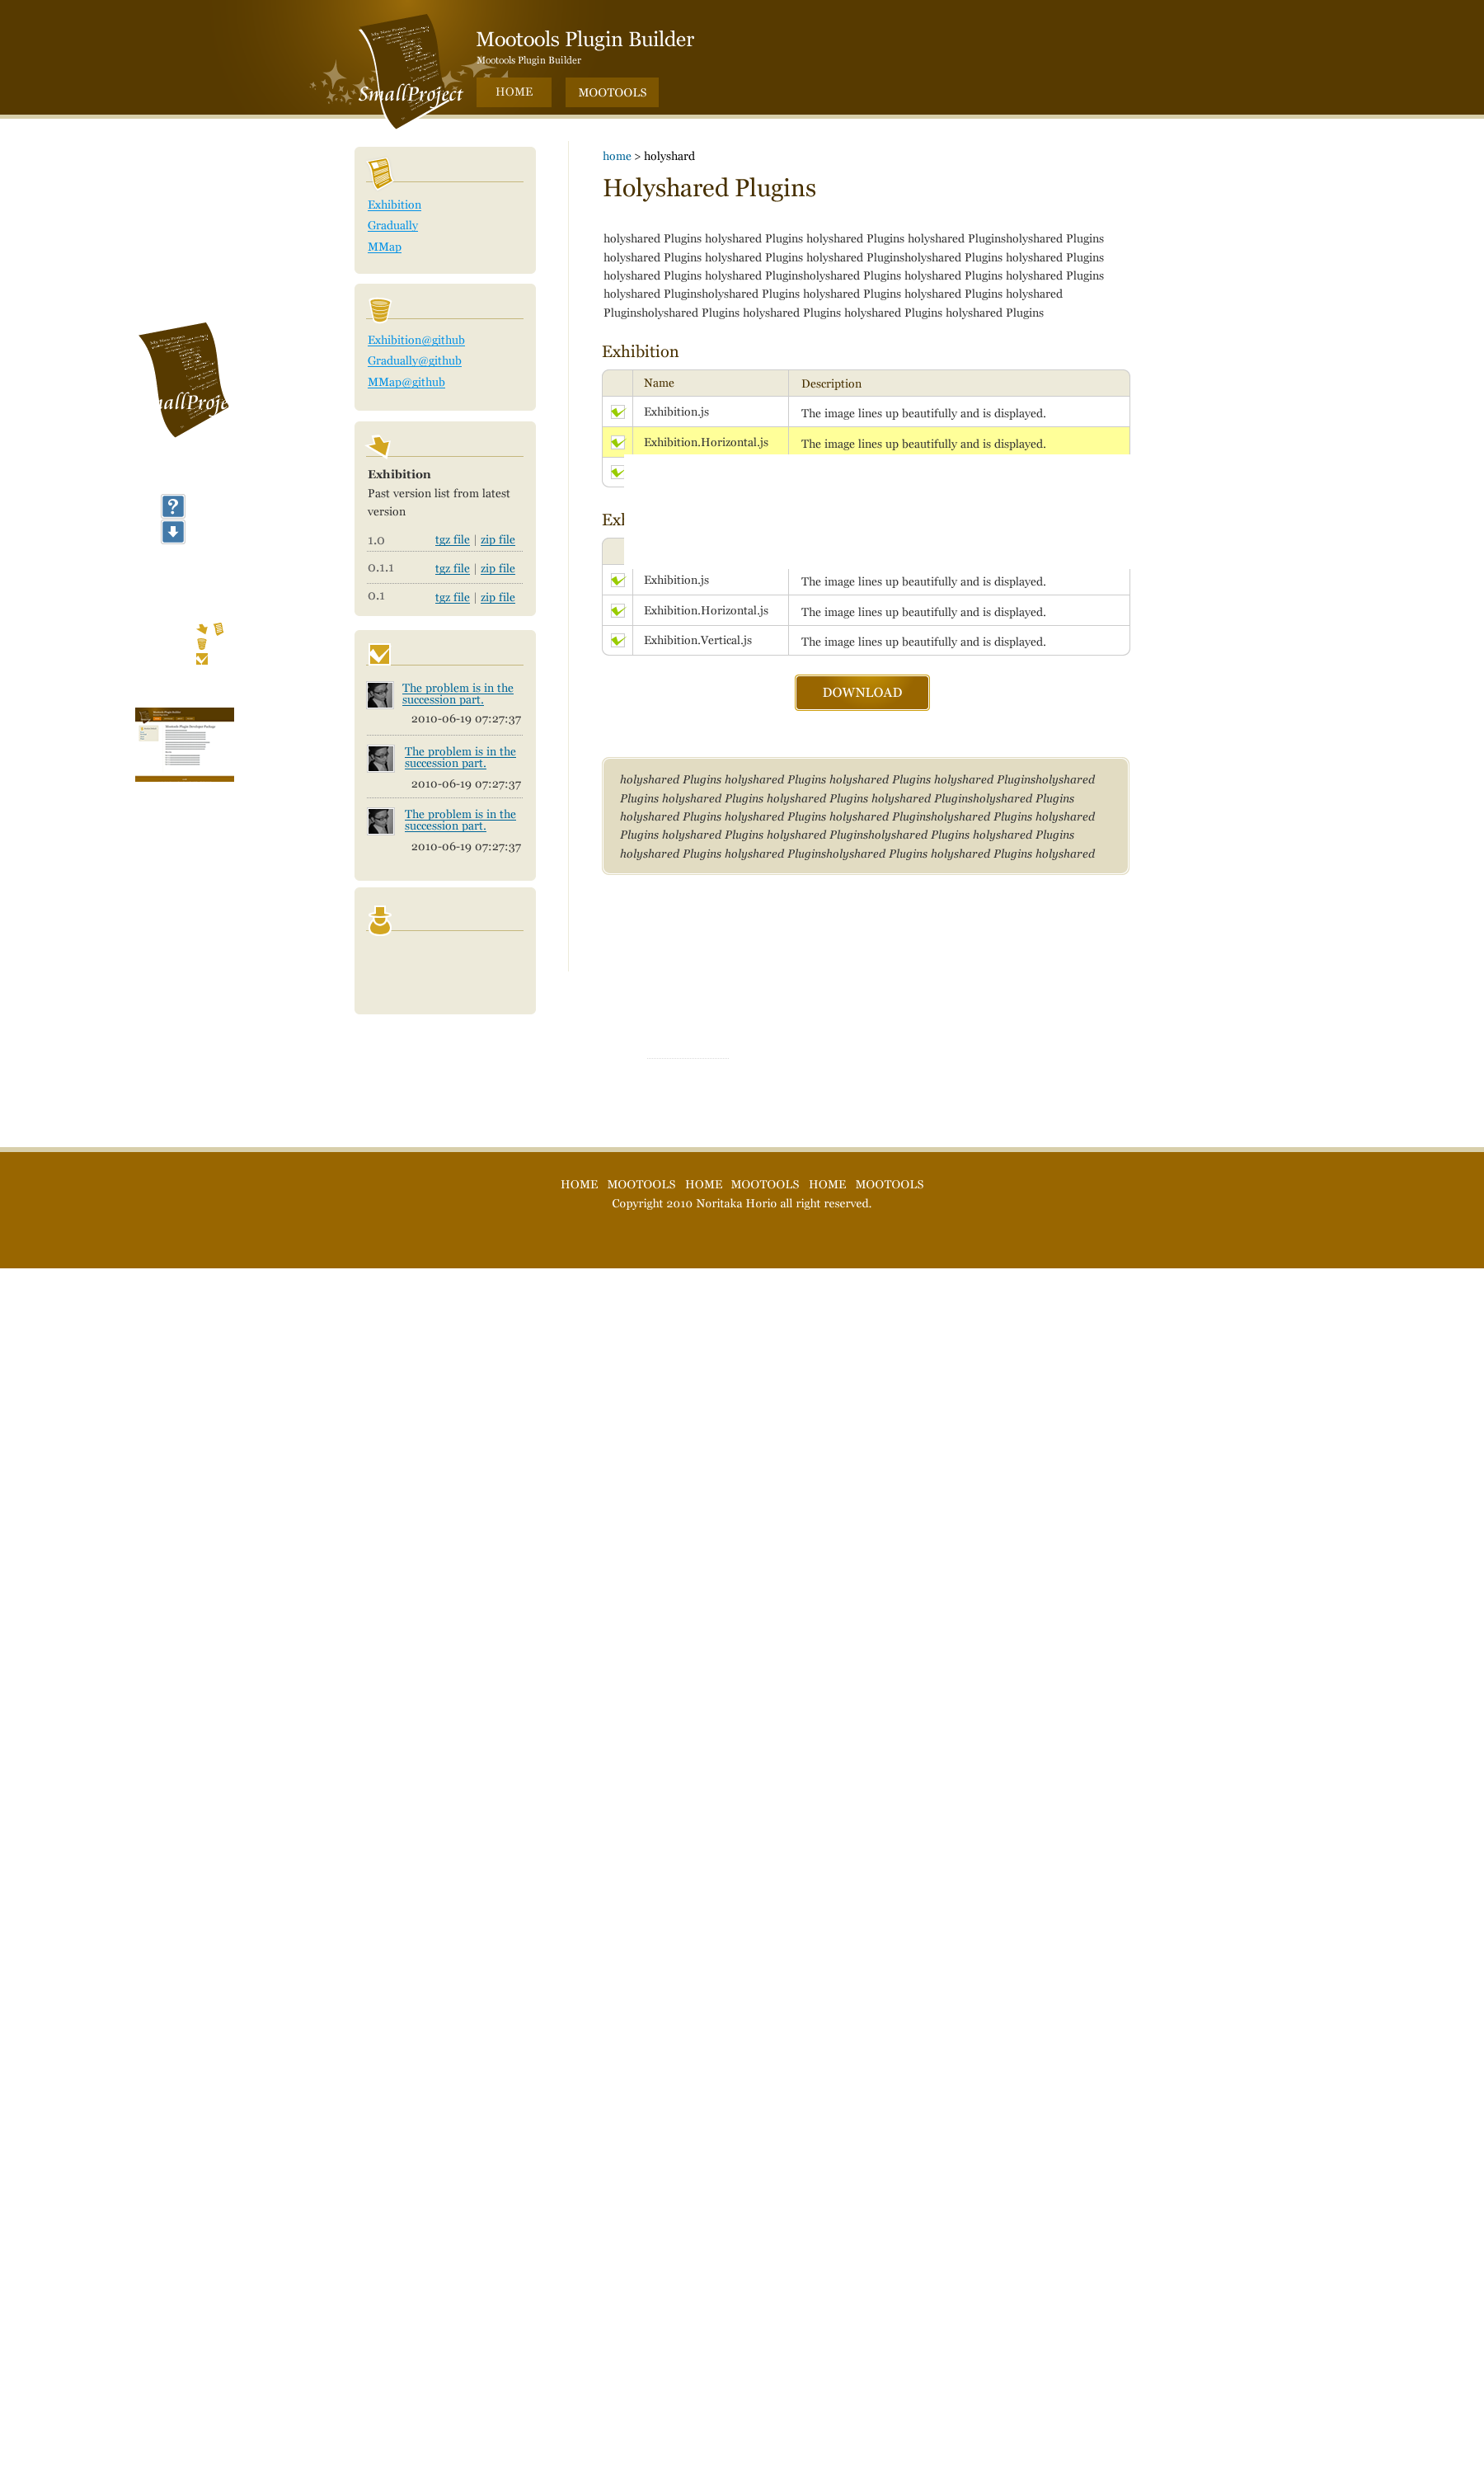 Mootools Plugin Builder
Mootools Plugin Builder
SmallProject
HOME
MOOTOOLS
Exhibition
Gradually
MMap
Exhibition@github
Gradually@github
MMap@github
Exhibition
Past version list from latest
version
1.0 tgz file | zip file
0.1.1 tgz file | zip file
0.1 tgz file | zip file
The problem is in the
succession part.
2010-06-19 07:27:37
The problem is in the
succession part.
2010-06-19 07:27:37
The problem is in the
succession part.
2010-06-19 07:27:37
home > holyshard
Holyshared Plugins
holyshared Plugins holyshared Plugins holyshared Plugins holyshared Pluginsholyshared Plugins
holyshared Plugins holyshared Plugins holyshared Pluginsholyshared Plugins holyshared Plugins
holyshared Plugins holyshared Pluginsholyshared Plugins holyshared Plugins holyshared Plugins
holyshared Pluginsholyshared Plugins holyshared Plugins holyshared Plugins holyshared
Pluginsholyshared Plugins holyshared Plugins holyshared Plugins holyshared Plugins
Exhibition
Name Description
Exhibition.js The image lines up beautifully and is displayed.
Exhibition.Horizontal.js The image lines up beautifully and is displayed.
Exl
Exhibition.js The image lines up beautifully and is displayed.
Exhibition.Horizontal.js The image lines up beautifully and is displayed.
Exhibition.Vertical.js The image lines up beautifully and is displayed.
DOWNLOAD
holyshared Plugins holyshared Plugins holyshared Plugins holyshared Pluginsholyshared
Plugins holyshared Plugins holyshared Plugins holyshared Pluginsholyshared Plugins
holyshared Plugins holyshared Plugins holyshared Pluginsholyshared Plugins holyshared
Plugins holyshared Plugins holyshared Pluginsholyshared Plugins holyshared Plugins
holyshared Plugins holyshared Pluginsholyshared Plugins holyshared Plugins holyshared
HOME MOOTOOLS HOME MOOTOOLS HOME MOOTOOLS
Copyright 2010 Noritaka Horio all right reserved.